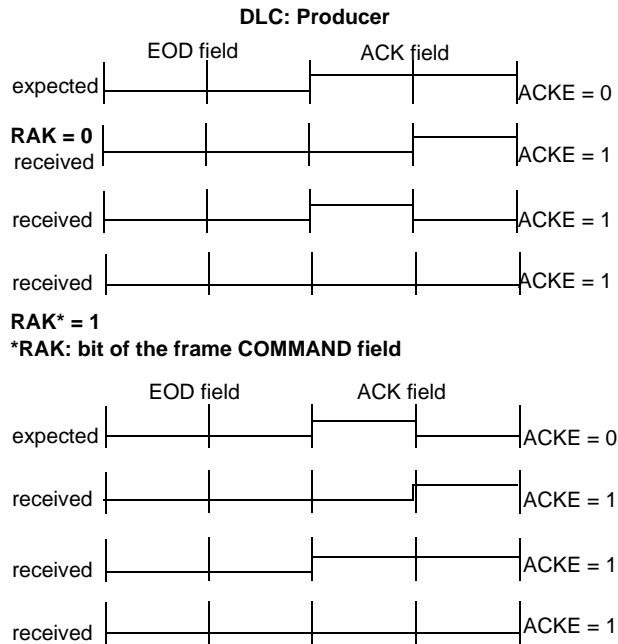 DLC: Producer
EOD field ACK field
expected ACKE = 0
RAK = 0
received ACKE = 1
received ACKE = 1
received ACKE = 1
RAK* = 1
*RAK: bit of the frame COMMAND field
EOD field ACK field
expected ACKE = 0
received ACKE = 1
received ACKE = 1
received ACKE = 1